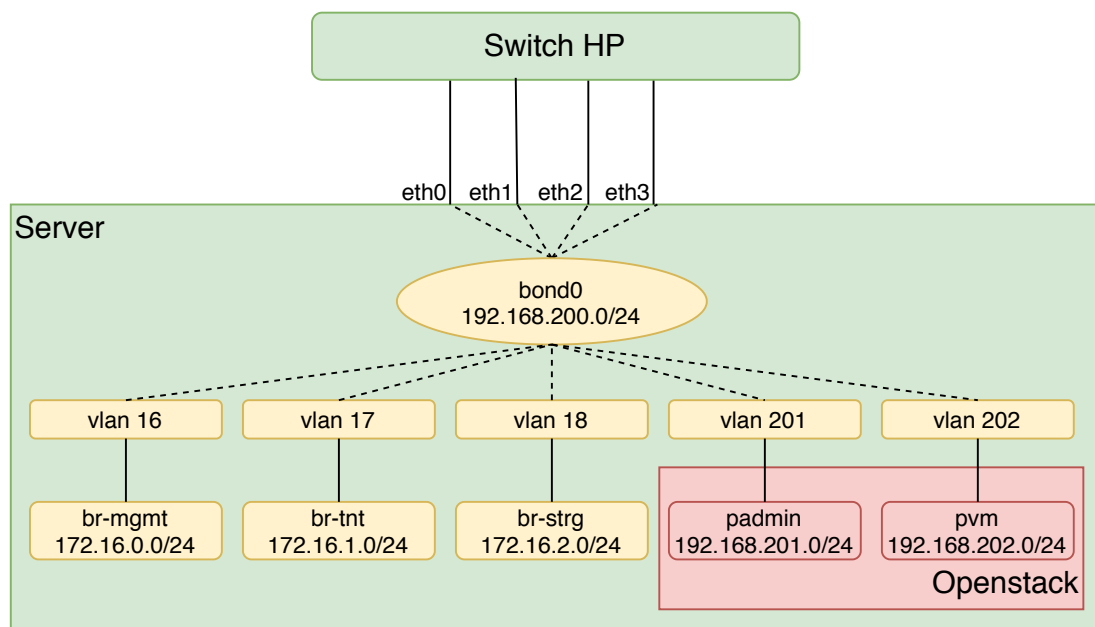 Switch HP
eth0 eth1 eth2 eth3
Server
bond0
192.168.200.0/24
vlan 16
vlan 17
vlan 18
vlan 201
vlan 202
br-mgmt
172.16.0.0/24
br-tnt
172.16.1.0/24
br-strg
172.16.2.0/24
padmin
192.168.201.0/24
pvm
192.168.202.0/24
Openstack